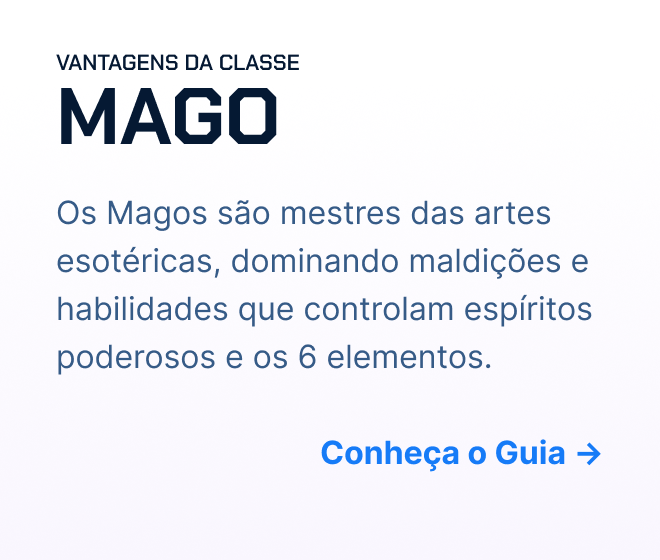 VANTAGENS DA CLASSE
MAGO
Os Magos são mestres das artes
esotéricas, dominando maldições e
habilidades que controlam espíritos
poderosos e os 6 elementos.
Conheça o Guia →